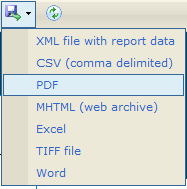 XML file with report data
CSV (comma delimited)
PDF
MHTML (web archive)
Excel
TIFF file
Word